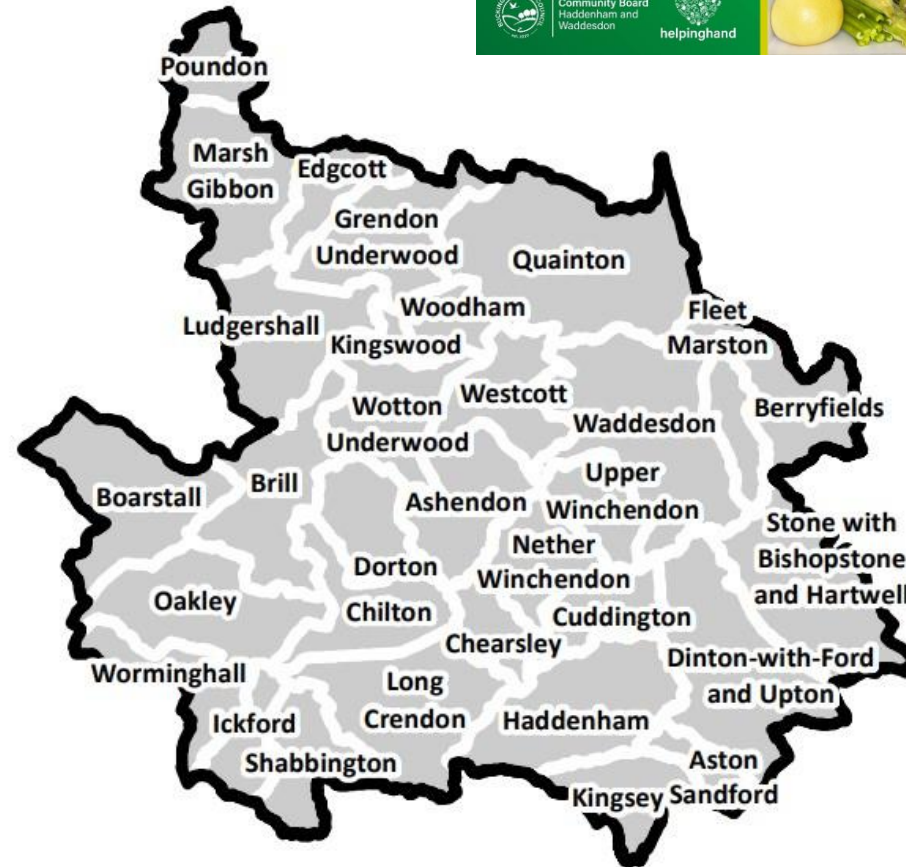 Community Board
Haddenham and
Waddesdon
helpinghand
Poundon
Marsh
Gibbon
Edgcott
Grendon
Underwood
Quainton
Woodham
Fleet
Marston
Ludgershall
Kingswood
Westcott
Wotton
Underwood
Waddesdon
Berryfields
Brill
Boarstall
Ashendon
Upper
Winchendon
Stone with
Bishopstone
and Hartwell
Nether
Winchendon
Dorton
Oakley
Chilton
Cuddington
Chearsley
Dinton-with-Ford
and Upton
Worminghall
Long
Crendon
Ickford
Haddenham
Shabbington
Aston
Sandford
Kingsey